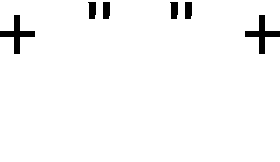 + " " +